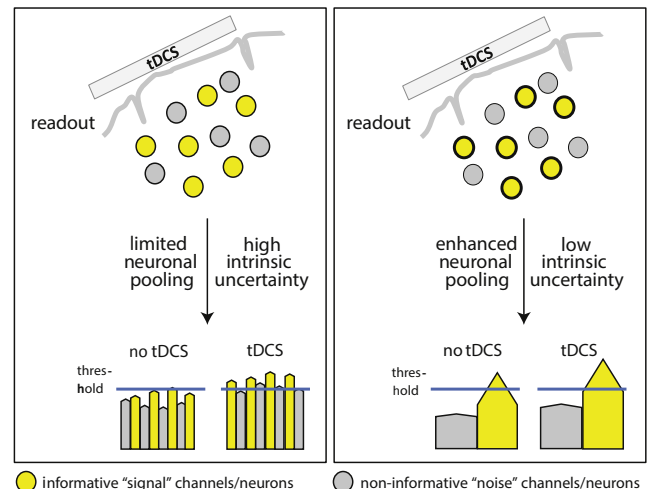 tDCS
readout
limited
neuronal
pooling
high
intrinsic
uncertainty
no tDCS
tDCS
thres-
hold
tDCS
readout
enhanced
neuronal
pooling
low
intrinsic
uncertainty
no tDCS
tDCS
thres-
hold
informative "signal" channels/neurons
non-informative "noise" channels/neurons